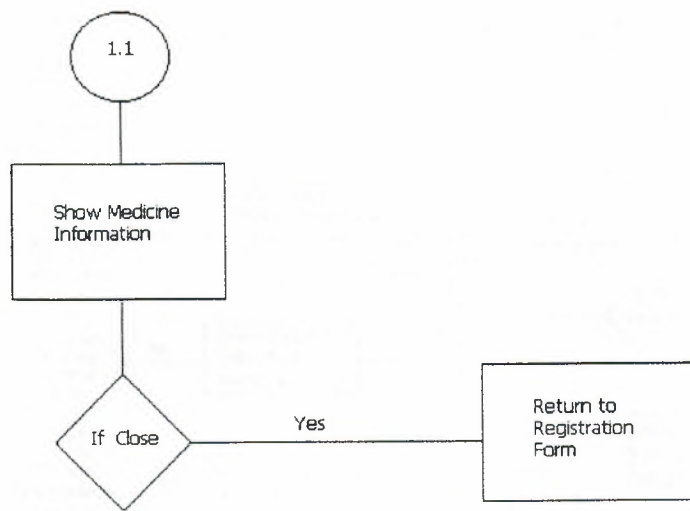 1.1
Show Medicine
Information
If Close
Yes
Return to
Registration
Form